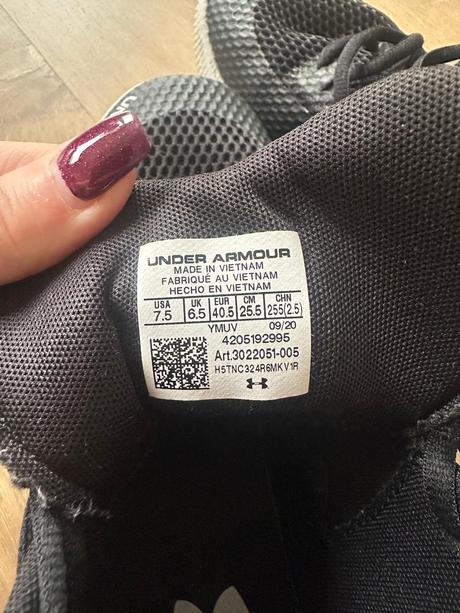 UNDER ARMOUR
MADE IN VIETNAM
FABRIQUÉ AU VIETNAM
HECHO EN VIETNAM
USA UK EUR CM CHN
7.5 6.5 40.5 25.5 255(2.5)
YMUV 09/20
4205192995
Art.3022051-005
H5TNC324R6MKV1R